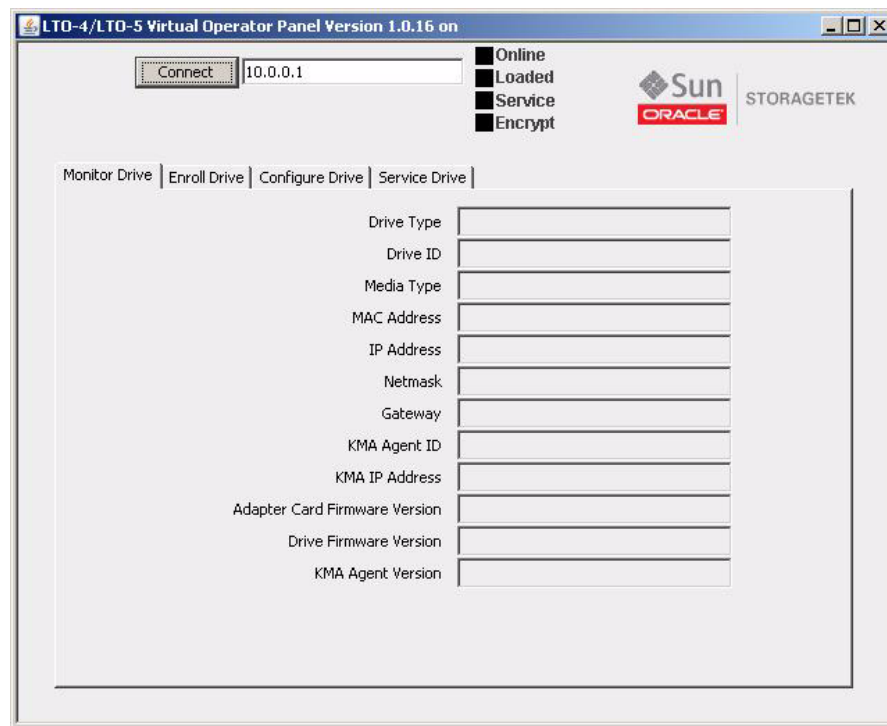 LTO-4/LTO-5 Virtual Operator Panel Version 1.0.16 on
Connect 10.0.0.1
Online
Loaded
Service
Encrypt
Sun
ORACLE
STORAGETEK
Monitor Drive Enroll Drive Configure Drive Service Drive
Drive Type
Drive ID
Media Type
MAC Address
IP Address
Netmask
Gateway
KMA Agent ID
KMA IP Address
Adapter Card Firmware Version
Drive Firmware Version
KMA Agent Version